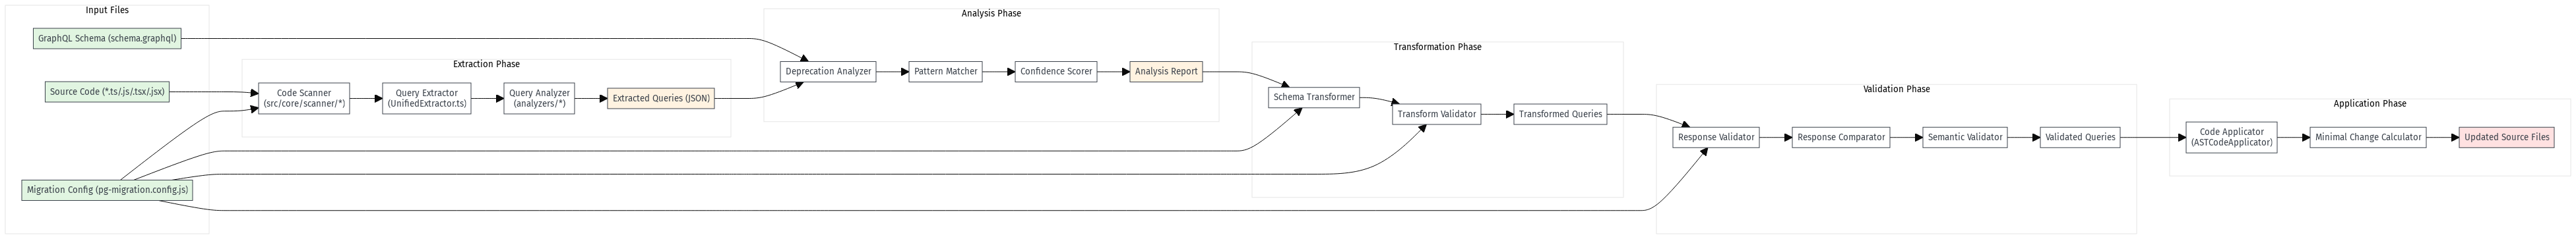 Input Files
GraphQL Schema (schema.graphql)
Source Code (*.ts/.js/.tsx/.jsx)
Migration Config (pg-migration.config.js)
Extraction Phase
Code Scanner
(src/core/scanner/*)
Query Extractor
(UnifiedExtractor.ts)
Query Analyzer
(analyzers/*)
Extracted Queries (JSON)
Analysis Phase
Deprecation Analyzer
Pattern Matcher
Confidence Scorer
Analysis Report
Transformation Phase
Schema Transformer
Transform Validator
Transformed Queries
Validation Phase
Response Validator
Response Comparator
Semantic Validator
Validated Queries
Application Phase
Code Applicator
(ASTCodeApplicator)
Minimal Change Calculator
Updated Source Files